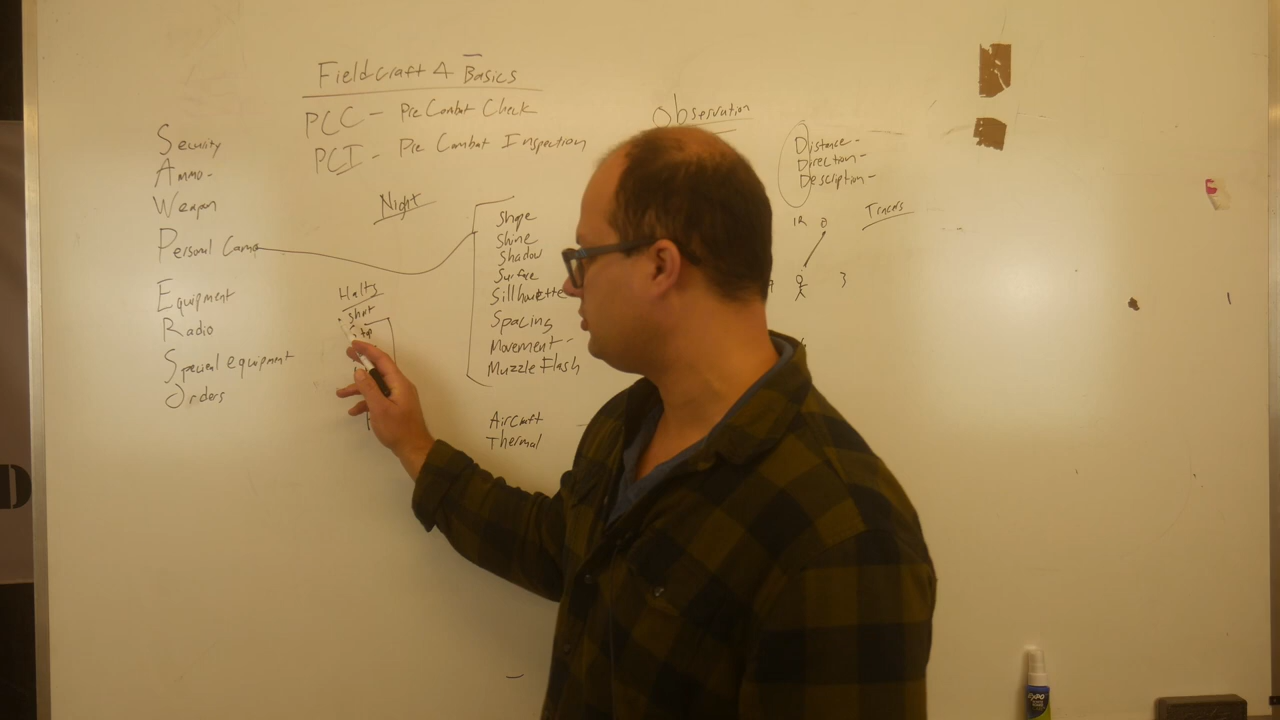 Fieldcraft 4 Basics
PCC - Pre Combat Check
PCI - Pre Combat Inspection
Security
Ammo -
Weapon
Personal Camo
Equipment
Radio
Special equipment
Orders
Night
Halts
Short
Shape
Shine
Shadow
Surface
Sillhouette
Spacing
Movement -
Muzzle Flash
Aircraft
Thermal
Observation
Distance -
Direction -
Description -
IR
Tracers
EXPO
D